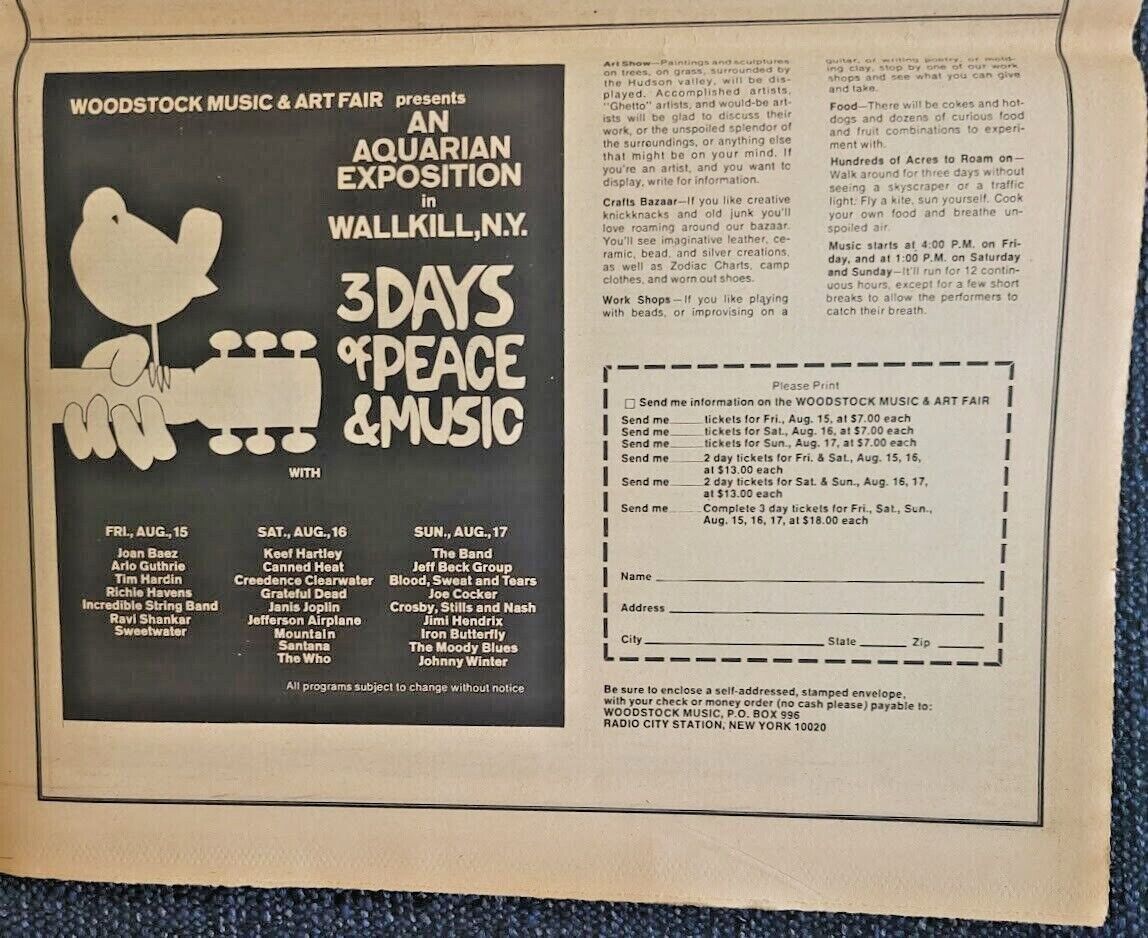 WOODSTOCK MUSIC & ART FAIR presents
AN
AQUARIAN
EXPOSITION
in
WALLKILL, N.Y.
3 DAYS
of PEACE
& MUSIC
WITH
FRI., AUG., 15
Joan Baez
Arlo Guthrie
Tim Hardin
Richie Havens
Incredible String Band
Ravi Shankar
Sweetwater
SAT., AUG., 16
Keef Hartley
Canned Heat
Creedence Clearwater
Grateful Dead
Janis Joplin
Jefferson Airplane
Mountain
Santana
The Who
SUN., AUG., 17
The Band
Jeff Beck Group
Blood, Sweat and Tears
Joe Cocker
Crosby, Stills and Nash
Jimi Hendrix
Iron Butterfly
The Moody Blues
Johnny Winter
All programs subject to change without notice
Art Show—Paintings and sculptures
on trees, on grass, surrounded by
the Hudson valley, will be dis-
played. Accomplished artists,
"Ghetto" artists, and would-be art-
ists will be glad to discuss their
work, or the unspoiled splendor of
the surroundings, or anything else
that might be on your mind. If
you're an artist, and you want to
display, write for information.
Crafts Bazaar—If you like creative
knickknacks and old junk you'll
love roaming around our bazaar.
You'll see imaginative leather, ce-
ramic, bead, and silver creations,
as well as Zodiac Charts, camp
clothes, and worn out shoes.
Work Shops—If you like playing
with beads, or improvising on a
guitar, or writing poetry, or mold-
ing clay, stop by one of our work
shops and see what you can give
and take.
Food—There will be cokes and hot-
dogs and dozens of curious food
and fruit combinations to experi-
ment with.
Hundreds of Acres to Roam on—
Walk around for three days without
seeing a skyscraper or a traffic
light. Fly a kite, sun yourself. Cook
your own food and breathe un-
spoiled air.
Music starts at 4:00 P.M. on Fri-
day, and at 1:00 P.M. on Saturday
and Sunday—It'll run for 12 contin-
uous hours, except for a few short
breaks to allow the performers to
catch their breath.
Please Print
Send me information on the WOODSTOCK MUSIC & ART FAIR
Send me_____tickets for Fri., Aug. 15, at $7.00 each
Send me_____tickets for Sat., Aug. 16, at $7.00 each
Send me_____tickets for Sun., Aug. 17, at $7.00 each
Send me_____2 day tickets for Fri. & Sat., Aug. 15, 16,
at $13.00 each
Send me_____2 day tickets for Sat. & Sun., Aug. 16, 17,
at $13.00 each
Send me_____Complete 3 day tickets for Fri., Sat., Sun.,
Aug. 15, 16, 17, at $18.00 each
Name
Address
City State Zip
Be sure to enclose a self-addressed, stamped envelope,
with your check or money order (no cash please) payable to:
WOODSTOCK MUSIC, P.O. BOX 996
RADIO CITY STATION, NEW YORK 10020